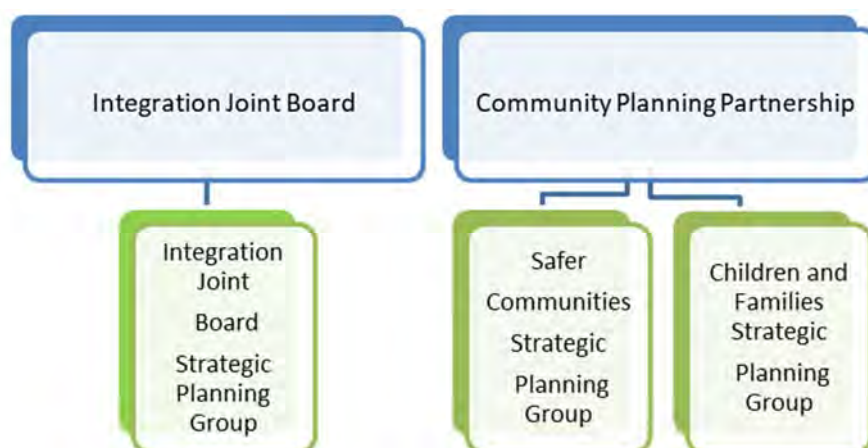 Integration Joint Board
Community Planning Partnership
Integration
Joint
Board
Strategic
Planning
Group
Safer
Communities
Strategic
Planning
Group
Children and
Families
Strategic
Planning
Group